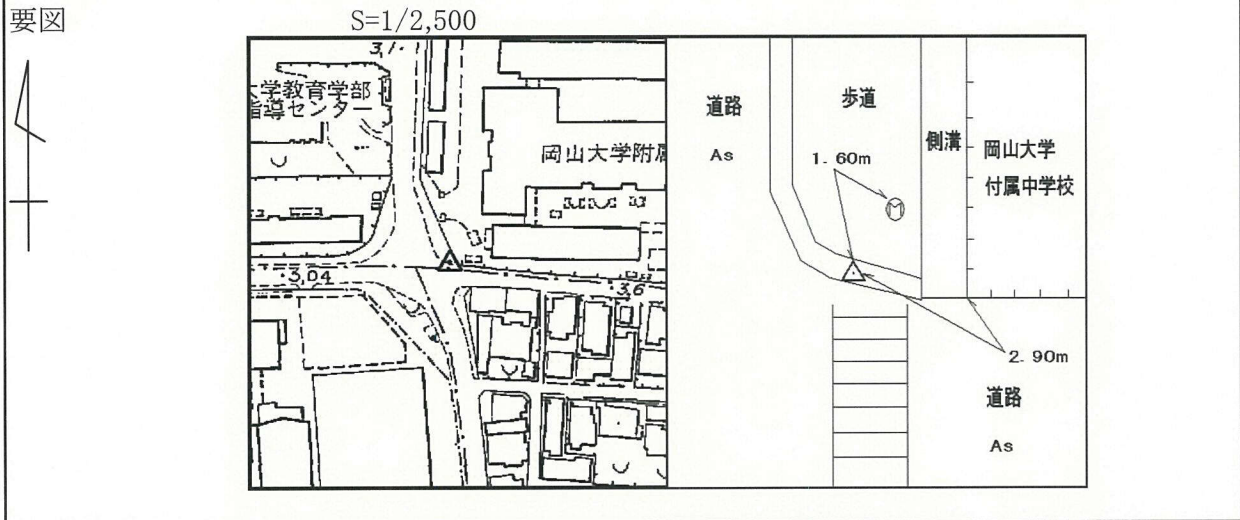 要図
S=1/2,500
大学教育学部
指導センター
岡山大学附属
3.04
3.6
道路
As
歩道
1.60m
側溝
岡山大学
付属中学校
2.90m
道路
As